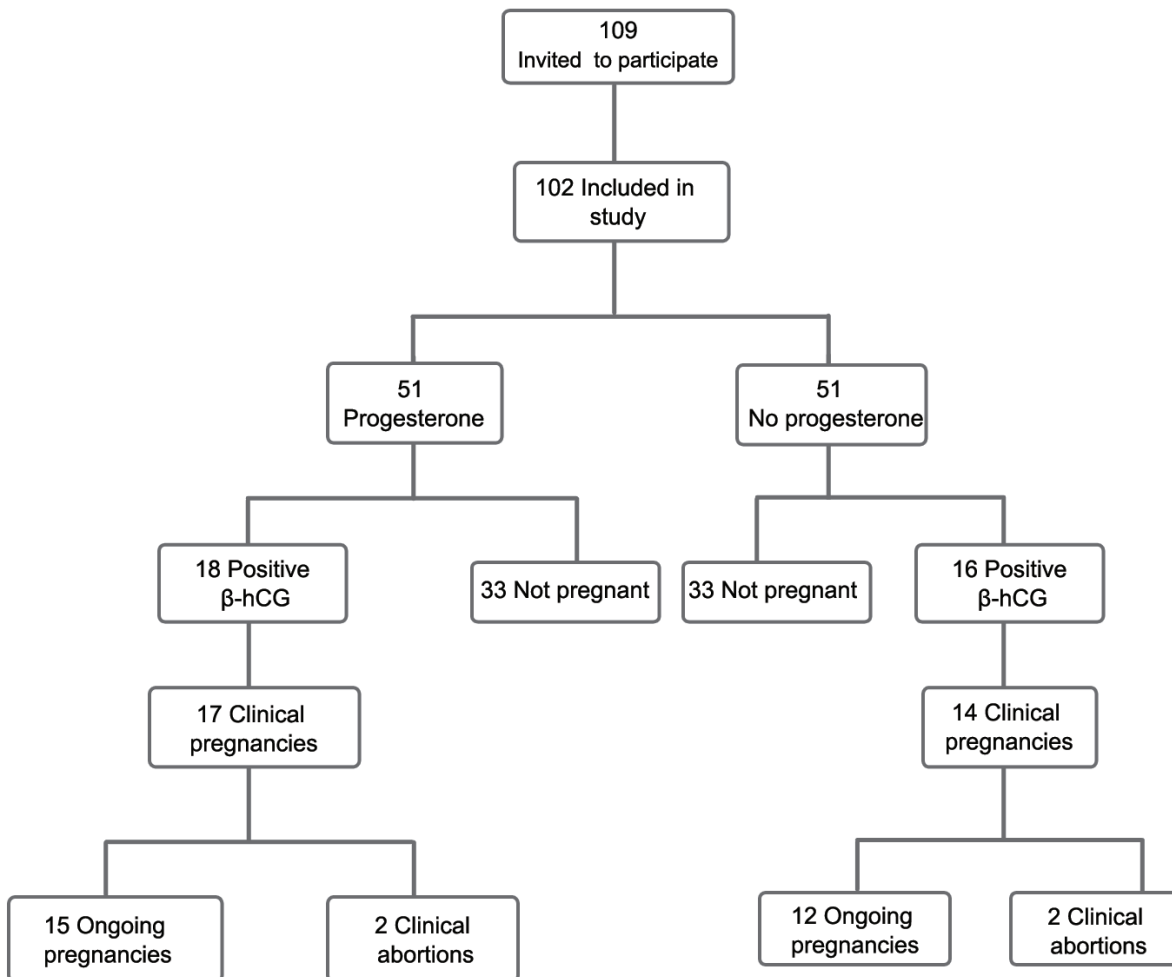 109
Invited to participate
102 Included in
study
51
Progesterone
51
No progesterone
18 Positive
β-hCG
33 Not pregnant
33 Not pregnant
16 Positive
β-hCG
17 Clinical
pregnancies
14 Clinical
pregnancies
15 Ongoing
pregnancies
2 Clinical
abortions
12 Ongoing
pregnancies
2 Clinical
abortions